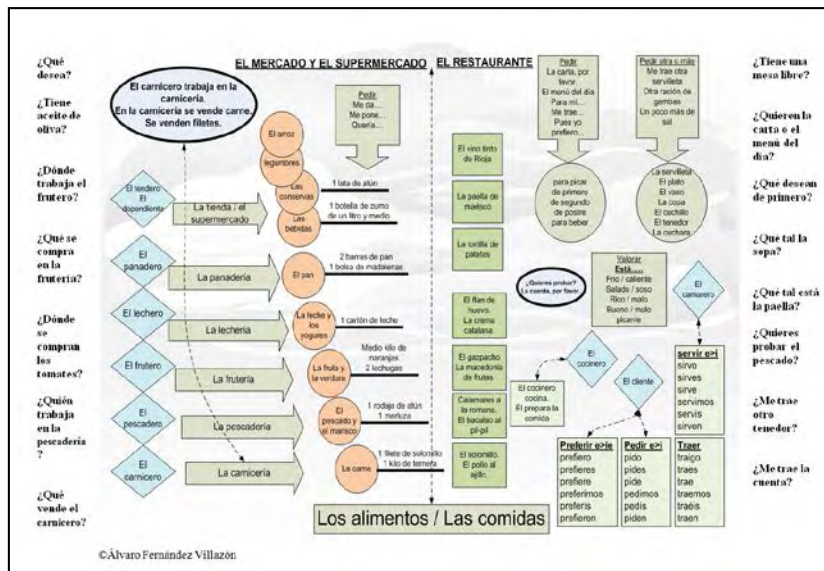 ¿Qué
desea?
¿Tiene
aceite de
oliva?
¿Dónde
trabaja el
frutero?
¿Qué se
compra
en la
frutería?
¿Dónde
se
compran
los
tomates?
¿Quién
trabaja
en la
pescadería
?
¿Qué
vende el
carnicero?
EL MERCADO Y EL SUPERMERCADO
El carnicero trabaja en la
carnicería.
En la carnicería se vende carne.
Se venden filetes.
Pedir
Me da...
Me pone...
Quería...
El arroz
legumbres
Las
conservas
Las
bebidas
1 lata de atún
1 botella de zumo
de un litro y medio
El tendero
El
dependiente
La tienda / el
supermercado
El
panadero
La panadería
El pan
2 barras de pan
1 bolsa de madalenas
El lechero
La lechería
La leche y
los
yogures
1 cartón de leche
El frutero
La frutería
La fruta y
la verdura
Medio kilo de
naranjas
2 lechugas
El
pescadero
La pescadería
El
pescado y
el marisco
1 rodaja de atún
1 merluza
El
carnicero
La carnicería
La carne
1 filete de solomillo
1 kilo de ternera
EL RESTAURANTE
El vino tinto
de Rioja
La paella de
marisco
La tortilla de
patatas
El flan de
huevo.
La crema
catalana
El gazpacho
La macedonia
de frutas
Calamares a
la romana.
El bacalao al
pil-pil
El solomillo.
El pollo al
ajillo.
Pedir
La carta, por
favor.
El menú del día
Para mí...
Me trae...
Pues yo
prefiero...
para picar
de primero
de segundo
de postre
para beber
Pedir otra o más
Me trae otra
servilleta
Otra ración de
gambas
Un poco más de
sal
La servilleta
El plato
El vaso
La copa
El cuchillo
El tenedor
La cuchara
¿Quieres probar?
La cuenta, por favor.
Valorar
Está.....
Frío / caliente
Salado / soso
Rico / malo
Bueno / malo
picante
El camarero
El
cocinero
El cliente
El cocinero
cocina.
Él prepara la
comida
servir e>i
sirvo
sirves
sirve
servimos
servís
sirven
Preferir e>ie
prefiero
prefieres
prefiere
preferimos
preferís
prefieren
Pedir e>i
pido
pides
pide
pedimos
pedís
piden
Traer
traigo
traes
trae
traemos
traéis
traen
¿Tiene una
mesa libre?
¿Quieren la
carta o el
menú del
día?
¿Qué desean
de primero?
¿Qué tal la
sopa?
¿Qué tal está
la paella?
¿Quieres
probar el
pescado?
¿Me trae
otro
tenedor?
¿Me trae la
cuenta?
Los alimentos / Las comidas
©Álvaro Fernández Villazón